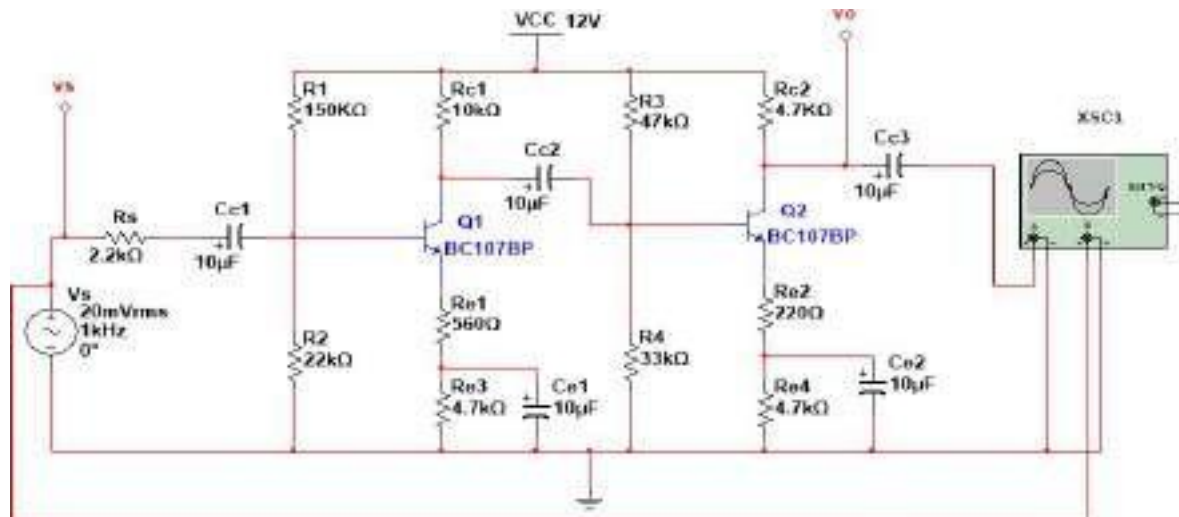 VCC 12V
Vo
Vs
R1
150KΩ
Rc1
10kΩ
R3
47kΩ
Rc2
4.7KΩ
XSC1
Cc2
10µF
Cc3
10µF
Rs
2.2kΩ
Cc1
10µF
Q1
BC107BP
Q2
BC107BP
Vs
20mVrms
1kHz
0°
Re1
560Ω
Re2
220Ω
R2
22kΩ
R4
33kΩ
Re3
4.7kΩ
Ce1
10µF
Re4
4.7kΩ
Ce2
10µF